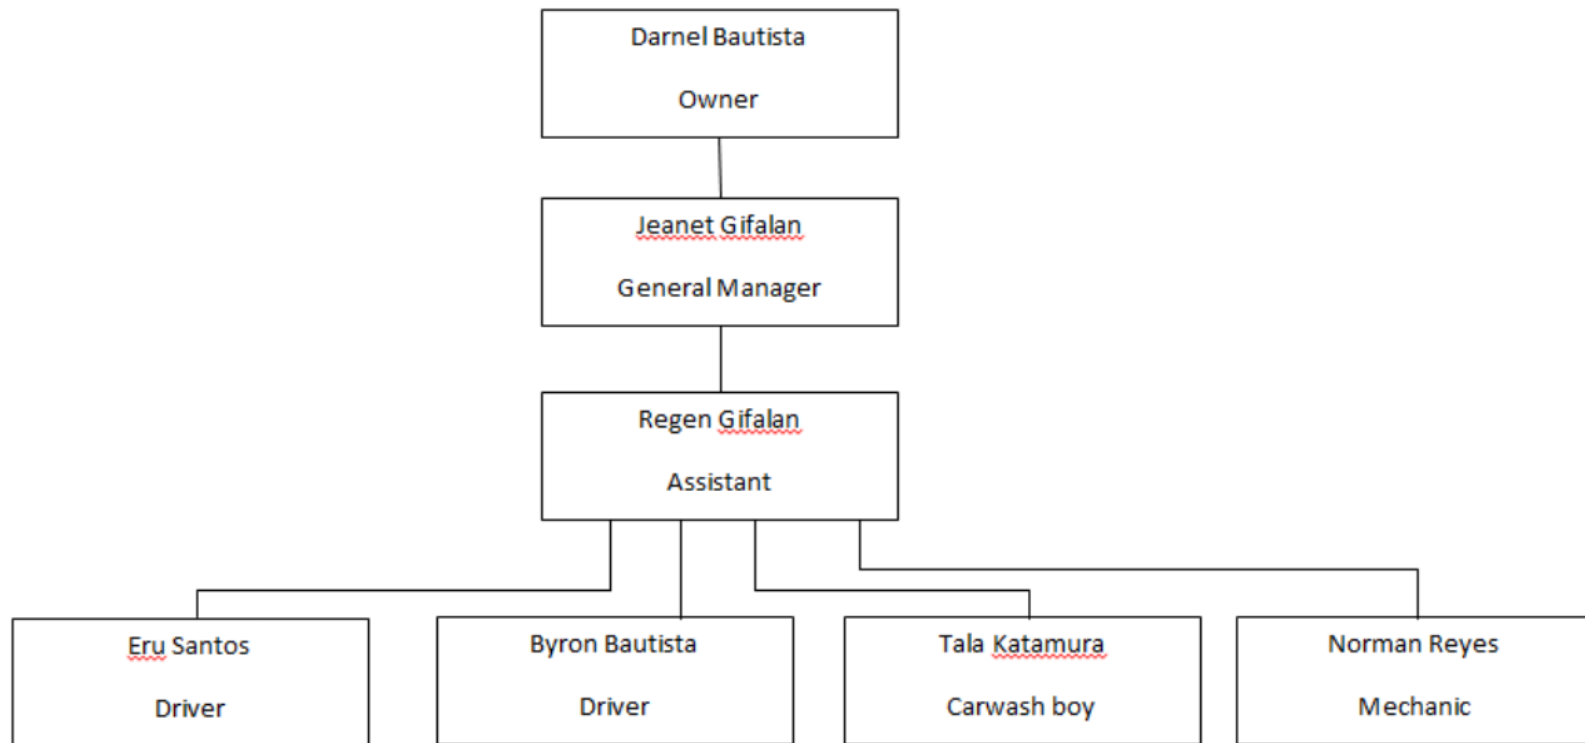 Darnel Bautista
Owner
Jeanet Gifalan
General Manager
Regen Gifalan
Assistant
Eru Santos
Driver
Byron Bautista
Driver
Tala Katamura
Carwash boy
Norman Reyes
Mechanic